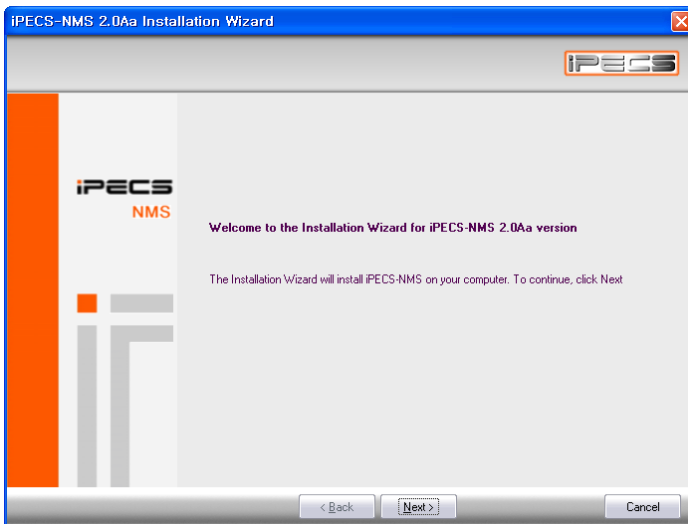 iPECS-NMS 2.0Aa Installation Wizard
iPECS
iPECS
NMS
Welcome to the Installation Wizard for iPECS-NMS 2.0Aa version
The Installation Wizard will install iPECS-NMS on your computer. To continue, click Next
< Back
Next >
Cancel